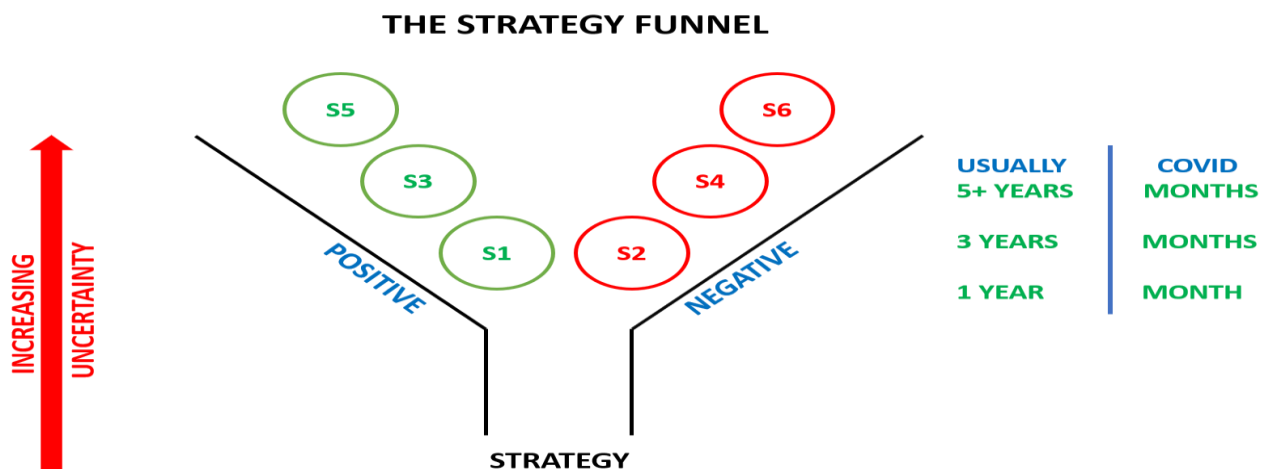 THE STRATEGY FUNNEL
S5
S6
S3
S4
S1
S2
POSITIVE
NEGATIVE
INCREASING
UNCERTAINTY
USUALLY
COVID
5+ YEARS
MONTHS
3 YEARS
MONTHS
1 YEAR
MONTH
STRATEGY